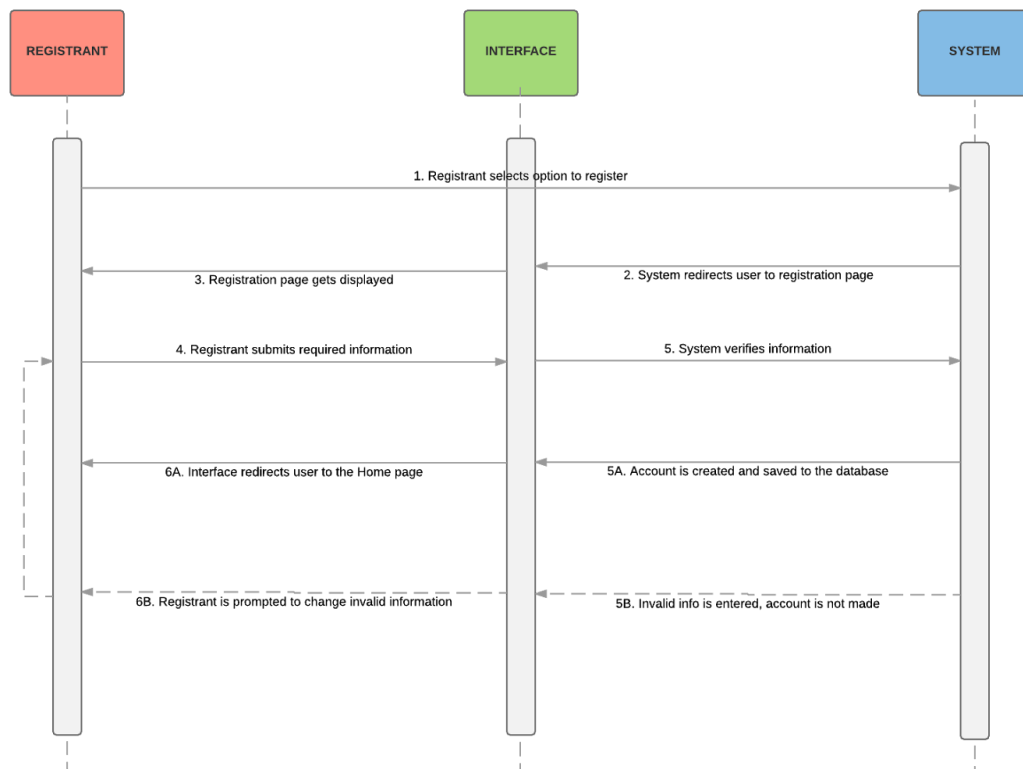 REGISTRANT
INTERFACE
SYSTEM
1. Registrant selects option to register
3. Registration page gets displayed
2. System redirects user to registration page
4. Registrant submits required information
5. System verifies information
6A. Interface redirects user to the Home page
5A. Account is created and saved to the database
6B. Registrant is prompted to change invalid information
5B. Invalid info is entered, account is not made